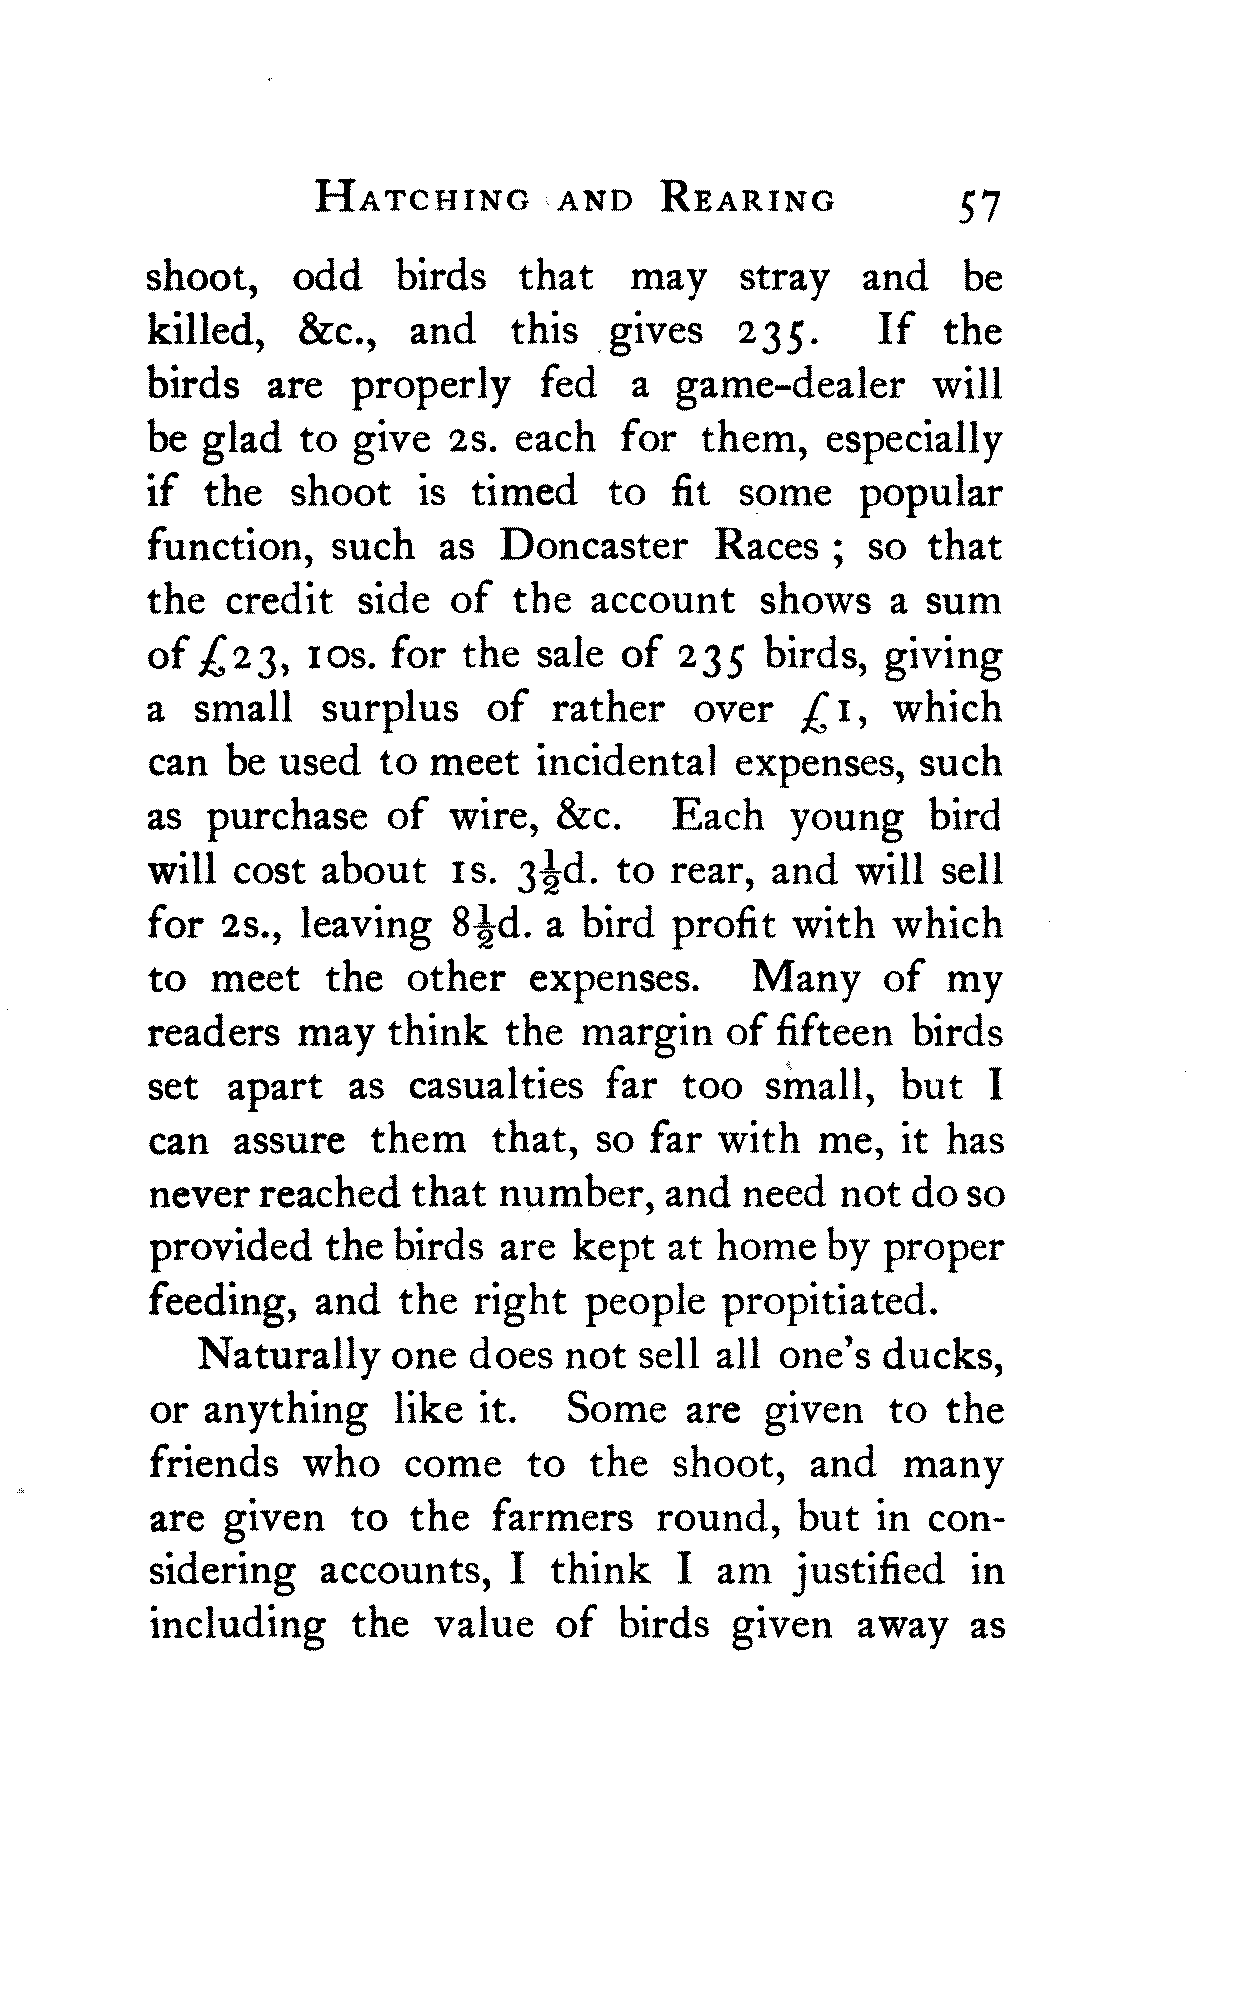 Hatching and Rearing 57
shoot, odd birds that may stray and be
killed, &c., and this gives 235. If the
birds are properly fed a game-dealer will
be glad to give 2s. each for them, especially
if the shoot is timed to fit some popular
function, such as Doncaster Races ; so that
the credit side of the account shows a sum
of £23, 10s. for the sale of 235 birds, giving
a small surplus of rather over £1, which
can be used to meet incidental expenses, such
as purchase of wire, &c. Each young bird
will cost about 1s. 3½d. to rear, and will sell
for 2s., leaving 8½d. a bird profit with which
to meet the other expenses. Many of my
readers may think the margin of fifteen birds
set apart as casualties far too small, but I
can assure them that, so far with me, it has
never reached that number, and need not do so
provided the birds are kept at home by proper
feeding, and the right people propitiated.
Naturally one does not sell all one's ducks,
or anything like it. Some are given to the
friends who come to the shoot, and many
are given to the farmers round, but in con-
sidering accounts, I think I am justified in
including the value of birds given away as